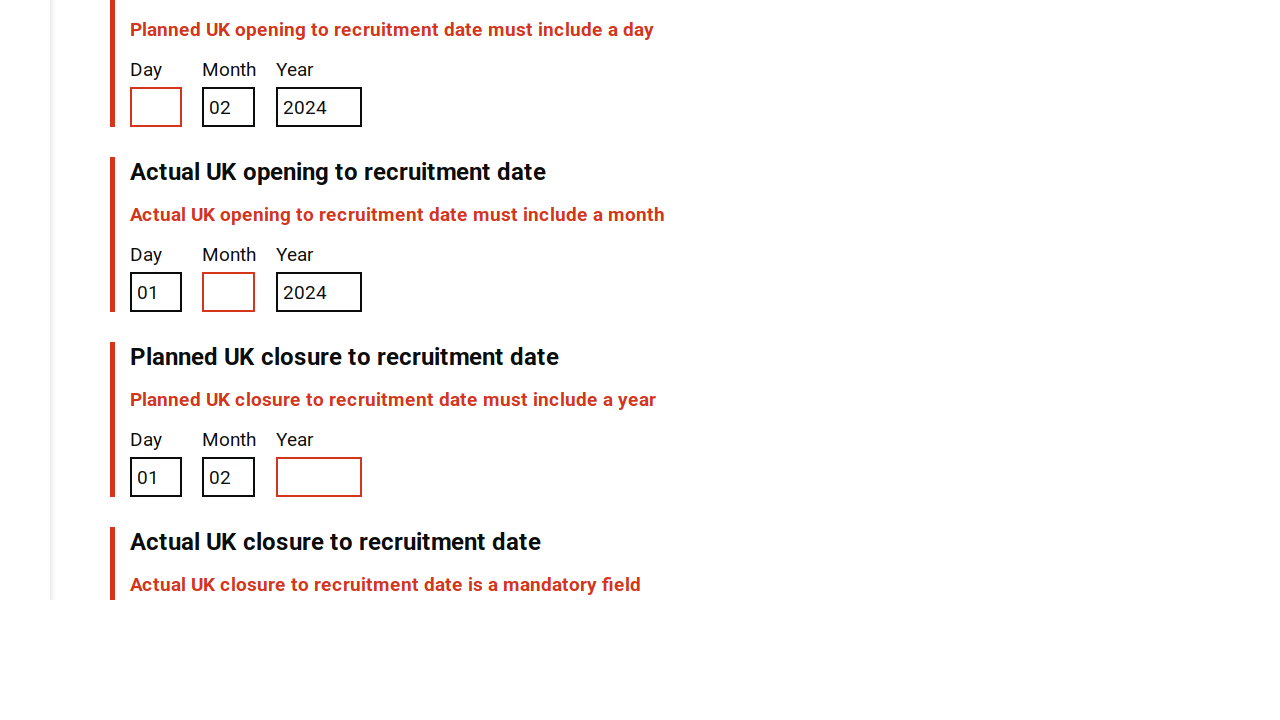 Planned UK opening to recruitment date must include a day
Day Month Year
02 2024
Actual UK opening to recruitment date
Actual UK opening to recruitment date must include a month
Day Month Year
01 2024
Planned UK closure to recruitment date
Planned UK closure to recruitment date must include a year
Day Month Year
01 02
Actual UK closure to recruitment date
Actual UK closure to recruitment date is a mandatory field